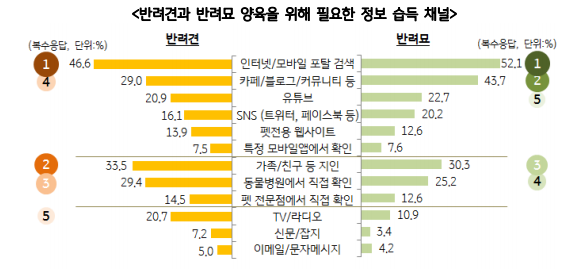 <반려견과 반려묘 양육을 위해 필요한 정보 습득 채널>
(복수응답, 단위:%) 반려견 반려묘 (복수응답, 단위:%)
1 46,6 인터넷/모바일 포탈 검색 52,1 1
4 29,0 카페/블로그/커뮤니티 등 43,7 2
20,9 유튜브 22,7 5
16,1 SNS (트위터, 페이스북 등) 20,2
13,9 펫전용 웹사이트 12,6
7,5 특정 모바일앱에서 확인 7,6
2 33,5 가족/친구 등 지인 30,3 3
3 29,4 동물병원에서 직접 확인 25,2 4
14,5 펫 전문점에서 직접 확인 12,6
5 20,7 TV/라디오 10,9
7,2 신문/잡지 3,4
5,0 이메일/문자메시지 4,2